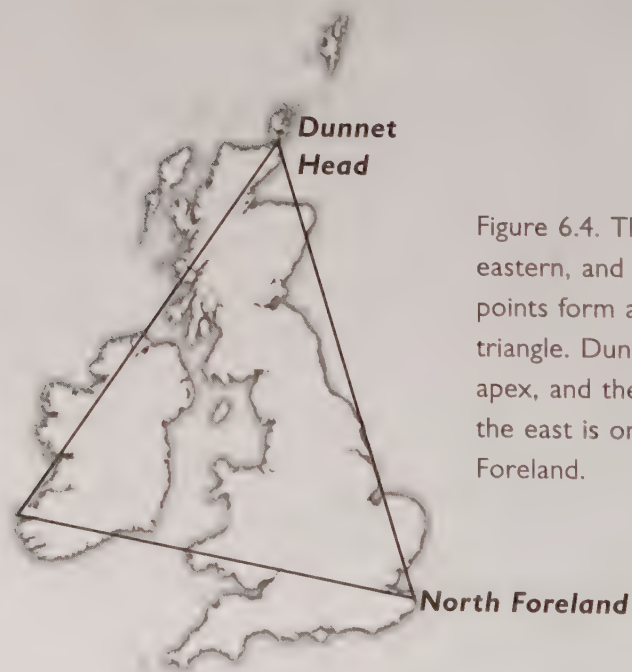 Dunnet
Head
Figure 6.4. Th
eastern, and
points form a
triangle. Dun
apex, and the
the east is or
Foreland.
North Foreland